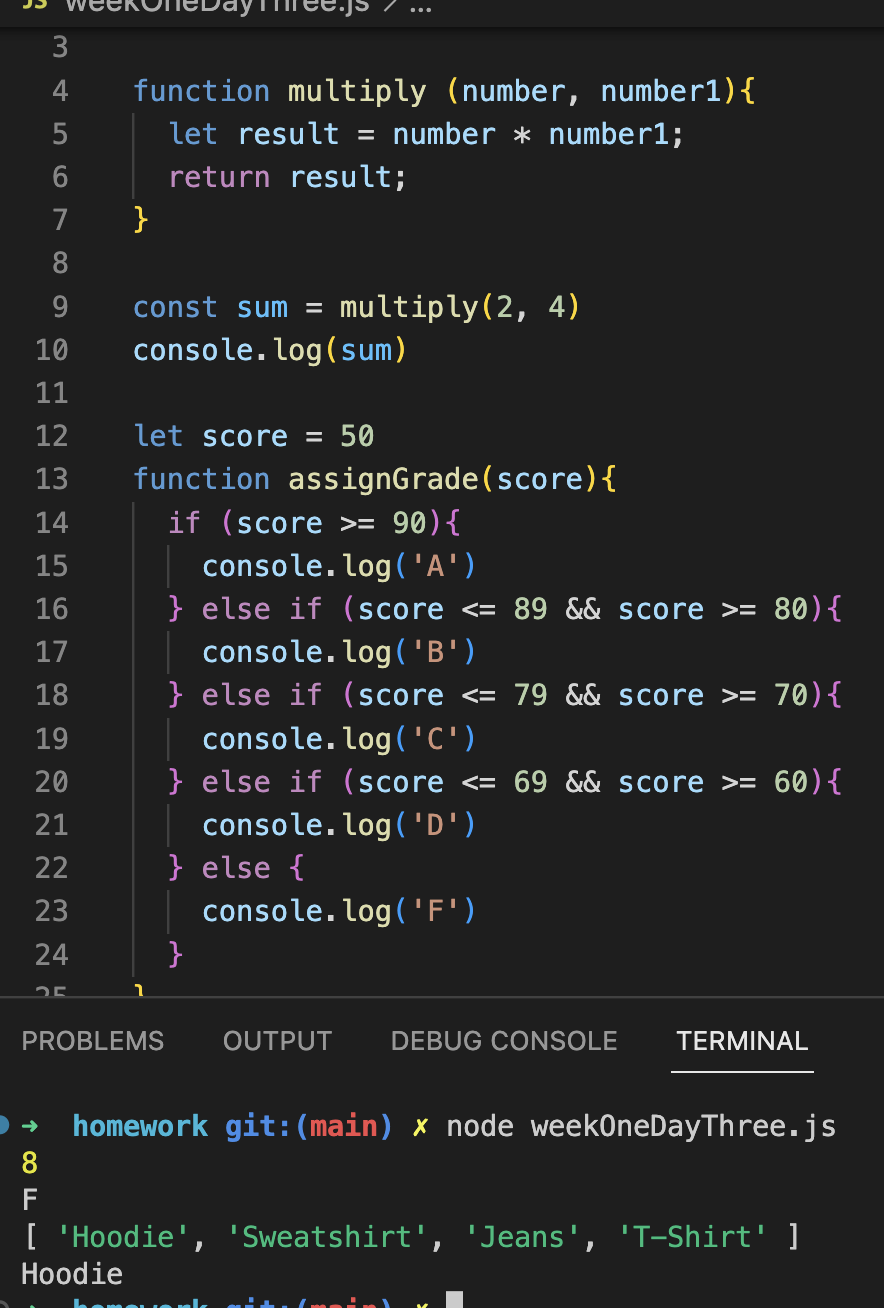 JS weekOneDayThree.js > ...
3
4 function multiply (number, number1){
5 let result = number * number1;
6 return result;
7 }
8
9 const sum = multiply(2, 4)
10 console.log(sum)
11
12 let score = 50
13 function assignGrade(score){
14 if (score >= 90){
15 console.log('A')
16 } else if (score <= 89 && score >= 80){
17 console.log('B')
18 } else if (score <= 79 && score >= 70){
19 console.log('C')
20 } else if (score <= 69 && score >= 60){
21 console.log('D')
22 } else {
23 console.log('F')
24 }
25 }
PROBLEMS OUTPUT DEBUG CONSOLE TERMINAL
➜ homework git:(main) ✗ node weekOneDayThree.js
8
F
[ 'Hoodie', 'Sweatshirt', 'Jeans', 'T-Shirt' ]
Hoodie
➜ homework git:(main) ✗